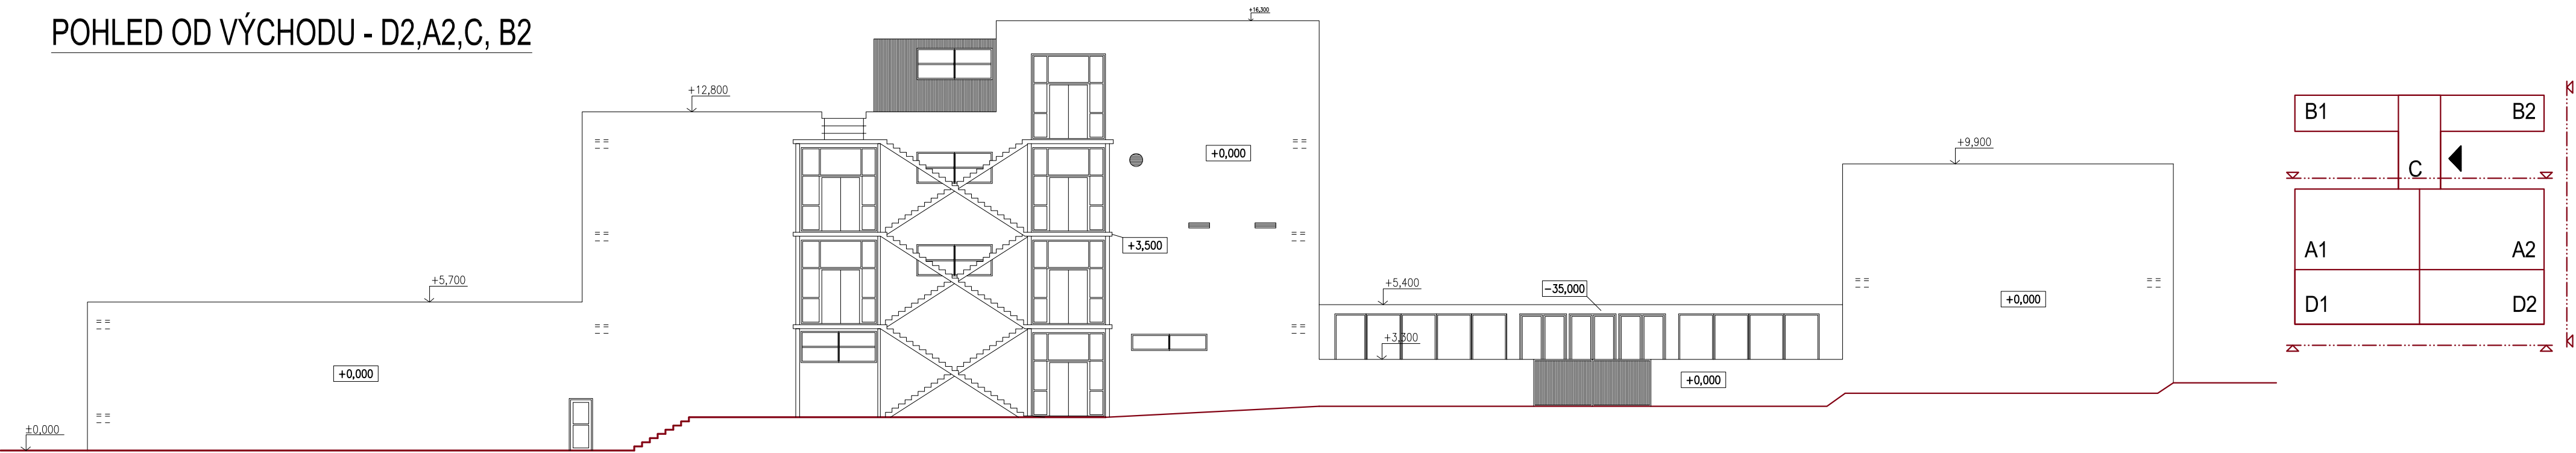 POHLED OD VÝCHODU - D2,A2,C, B2
+16,300
+12,800
+0,000
+9,900
+3,500
+5,700
+5,400
-35,000
+3,300
+0,000
+0,000
+0,000
±0,000
B1 B2
C
A1 A2
D1 D2